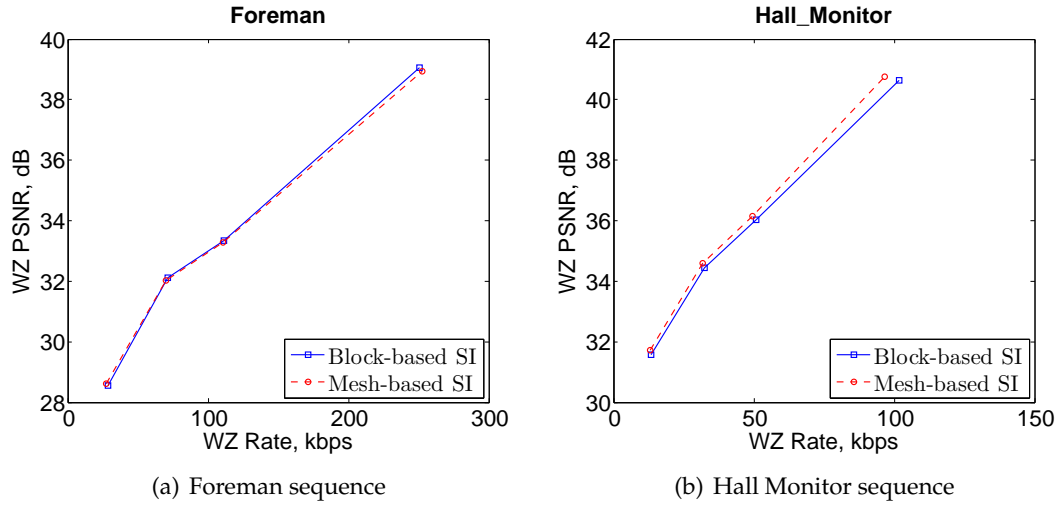 Foreman
40
38
36
34
32
30
28
0
100
200
300
WZ PSNR, dB
WZ Rate, kbps
Block-based SI
Mesh-based SI
(a) Foreman sequence
Hall_Monitor
42
40
38
36
34
32
30
0
50
100
150
WZ PSNR, dB
WZ Rate, kbps
Block-based SI
Mesh-based SI
(b) Hall Monitor sequence